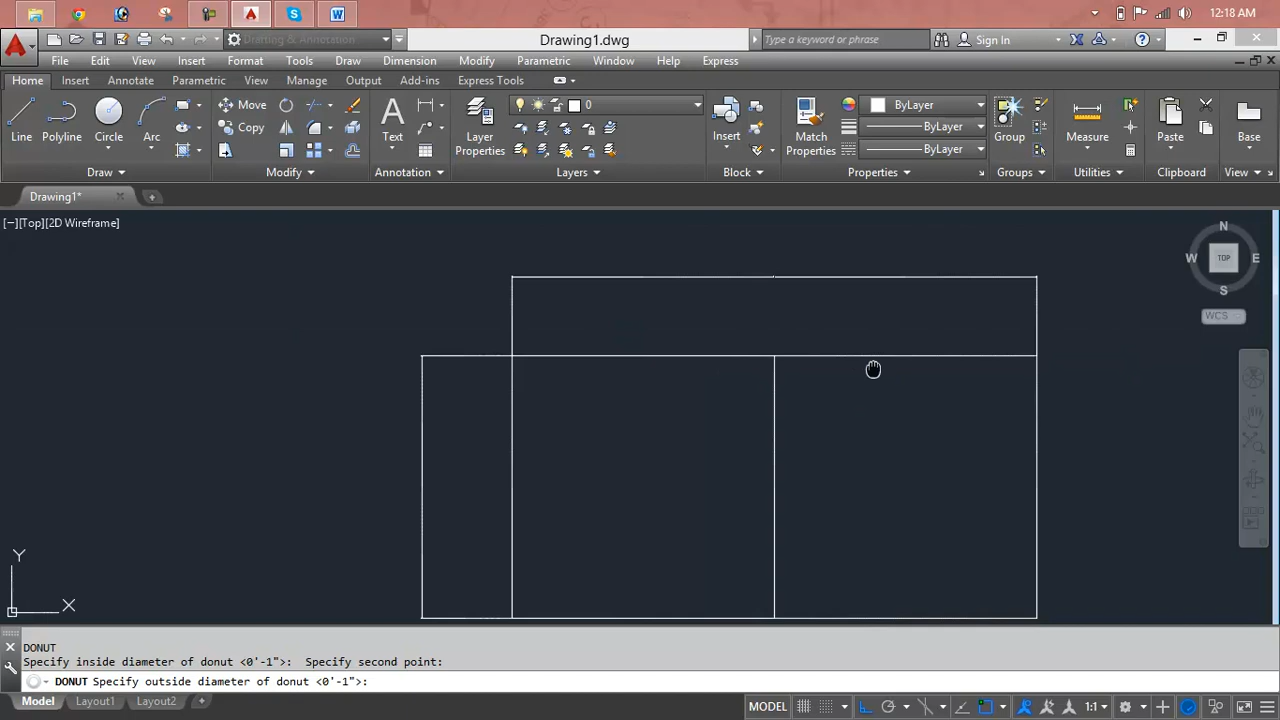 12:18 AM
Drafting & Annotation
Drawing1.dwg
Type a keyword or phrase
Sign In
File Edit View Insert Format Tools Draw Dimension Modify Parametric Window Help Express
Home Insert Annotate Parametric View Manage Output Add-ins Express Tools
0
ByLayer
Move
Copy
ByLayer
Line Polyline Circle Arc Text Layer Properties Insert Match Properties Group Measure Paste Base
ByLayer
Draw Modify Annotation Layers Block Properties Groups Utilities Clipboard View
Drawing1*
[−][Top][2D Wireframe]
N
W TOP E
S
WCS
Y
X
DONUT
Specify inside diameter of donut <0'-1">: Specify second point:
DONUT Specify outside diameter of donut <0'-1">:
Model Layout1 Layout2 MODEL 1:1